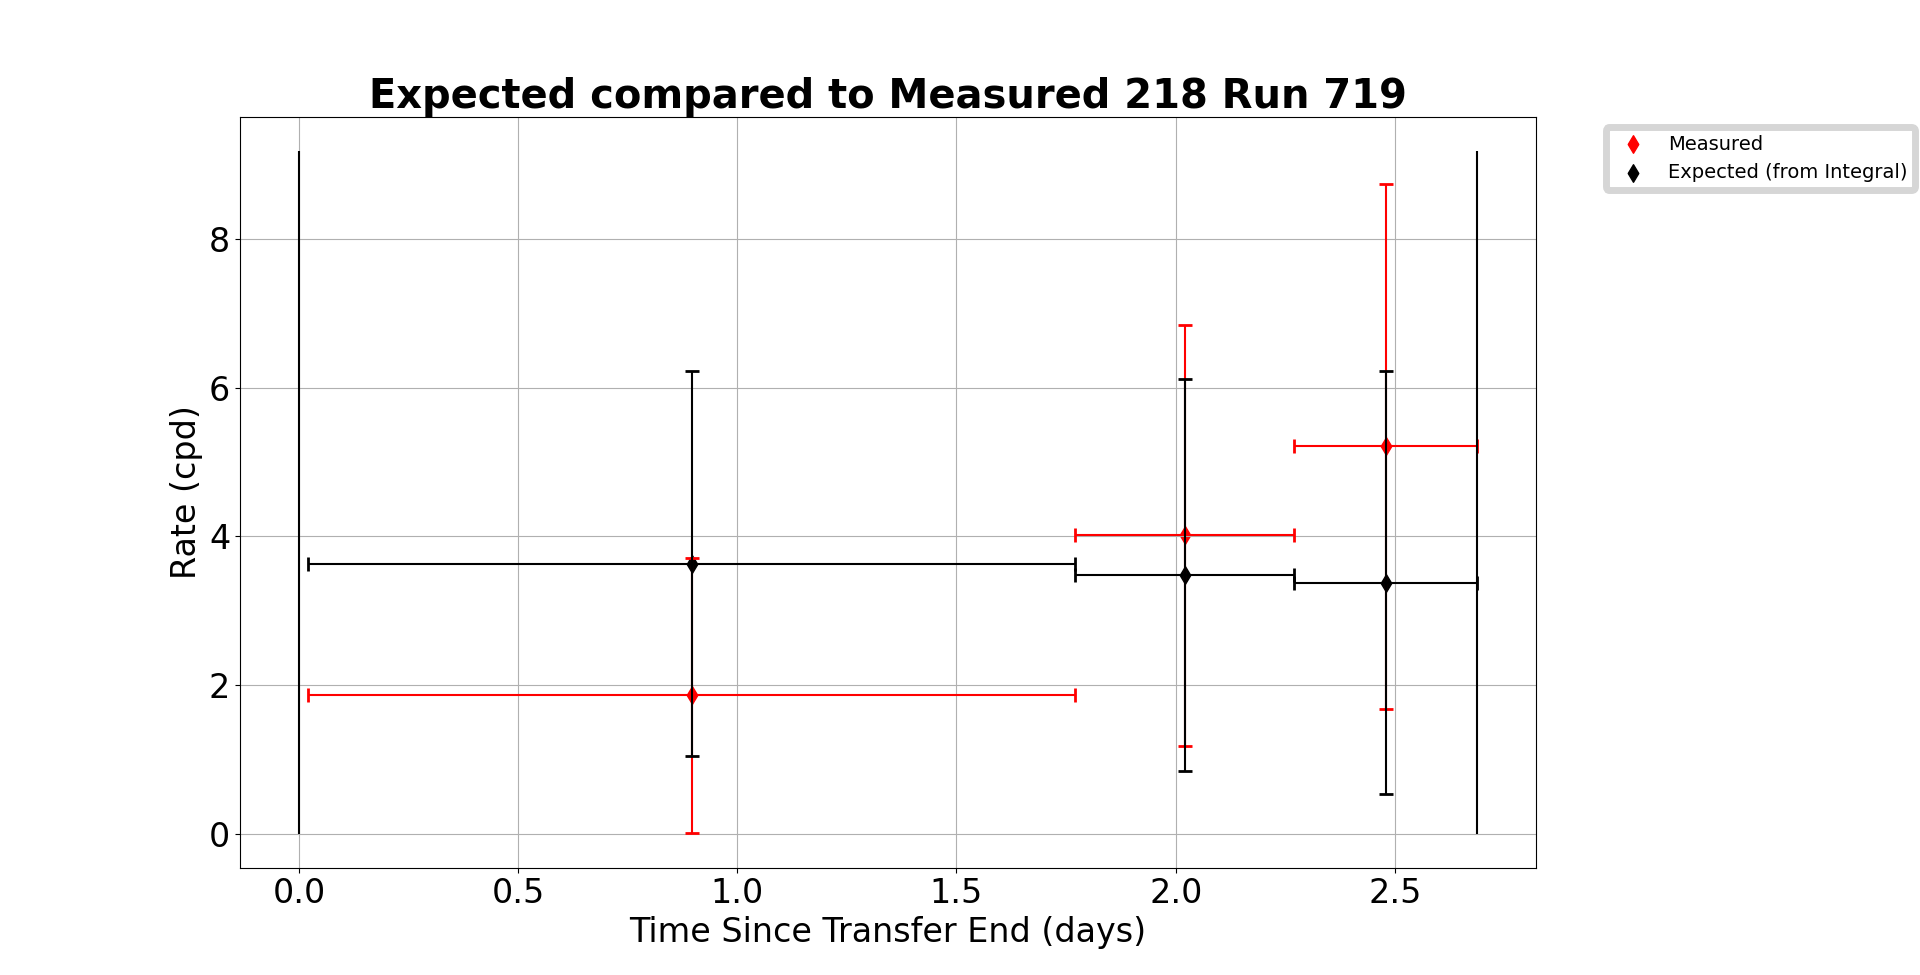 Expected compared to Measured 218 Run 719
Measured
Expected (from Integral)
Rate (cpd)
8
6
4
2
0
0.0 0.5 1.0 1.5 2.0 2.5
Time Since Transfer End (days)